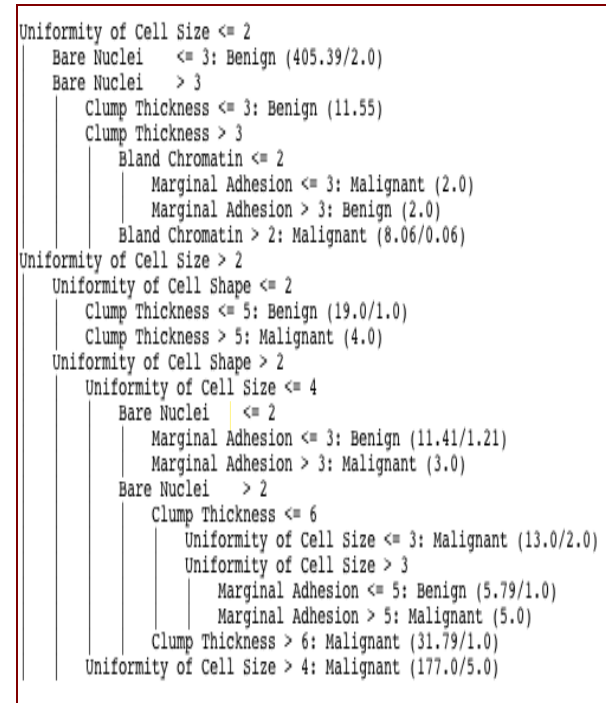 Uniformity of Cell Size <= 2
Bare Nuclei <= 3: Benign (405.39/2.0)
Bare Nuclei > 3
Clump Thickness <= 3: Benign (11.55)
Clump Thickness > 3
Bland Chromatin <= 2
Marginal Adhesion <= 3: Malignant (2.0)
Marginal Adhesion > 3: Benign (2.0)
Bland Chromatin > 2: Malignant (8.06/0.06)
Uniformity of Cell Size > 2
Uniformity of Cell Shape <= 2
Clump Thickness <= 5: Benign (19.0/1.0)
Clump Thickness > 5: Malignant (4.0)
Uniformity of Cell Shape > 2
Uniformity of Cell Size <= 4
Bare Nuclei <= 2
Marginal Adhesion <= 3: Benign (11.41/1.21)
Marginal Adhesion > 3: Malignant (3.0)
Bare Nuclei > 2
Clump Thickness <= 6
Uniformity of Cell Size <= 3: Malignant (13.0/2.0)
Uniformity of Cell Size > 3
Marginal Adhesion <= 5: Benign (5.79/1.0)
Marginal Adhesion > 5: Malignant (5.0)
Clump Thickness > 6: Malignant (31.79/1.0)
Uniformity of Cell Size > 4: Malignant (177.0/5.0)